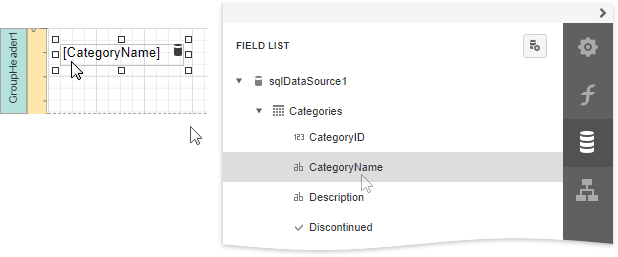 GroupHeader1
[CategoryName]
FIELD LIST
sqlDataSource1
Categories
123 CategoryID
ab CategoryName
ab Description
Discontinued